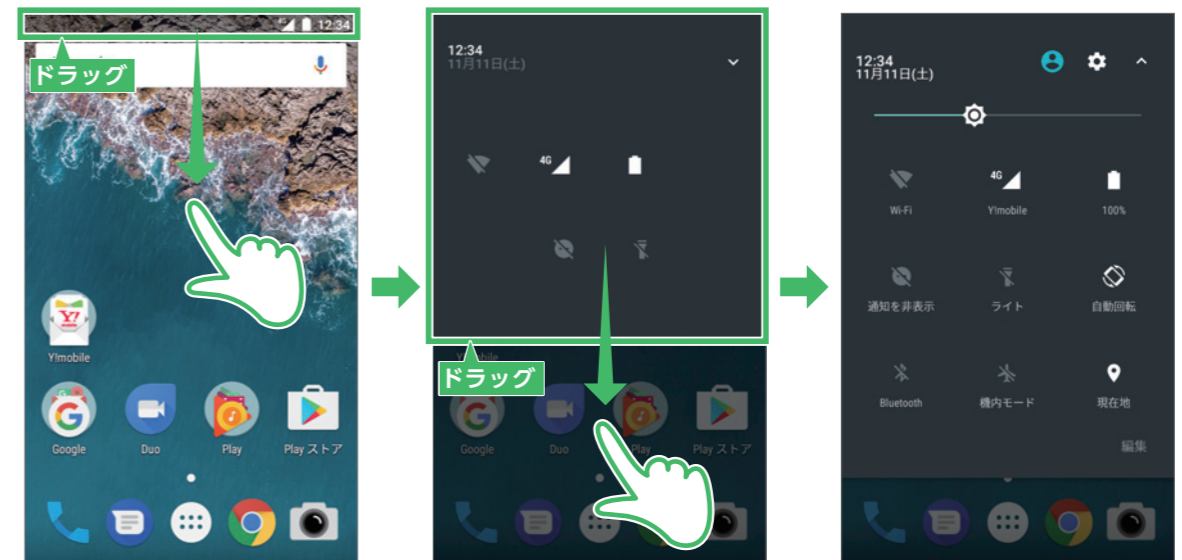 4G 12:34
ドラッグ
Y!
mobile
Y!mobile
G
Google
Duo
Play
Play ストア
12:34
11月11日(土)
4G
Y!mobile
ドラッグ
G
Google
Duo
Play
Play ストア
12:34
11月11日(土)
4G
Wi-Fi
Y!mobile
100%
通知を非表示
ライト
自動回転
Bluetooth
機内モード
現在地
編集